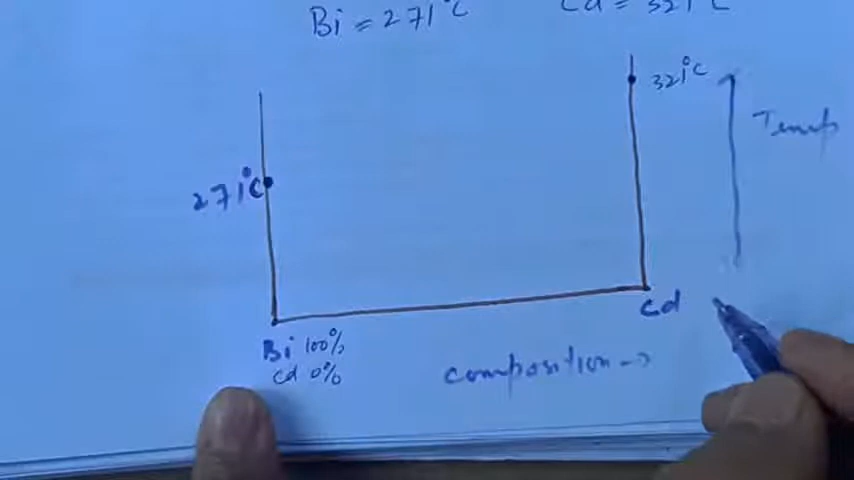 Bi = 271°C Cd = 321°C
321°C
Temp
271°C
Cd
Bi 100%
Cd 0%
composition →